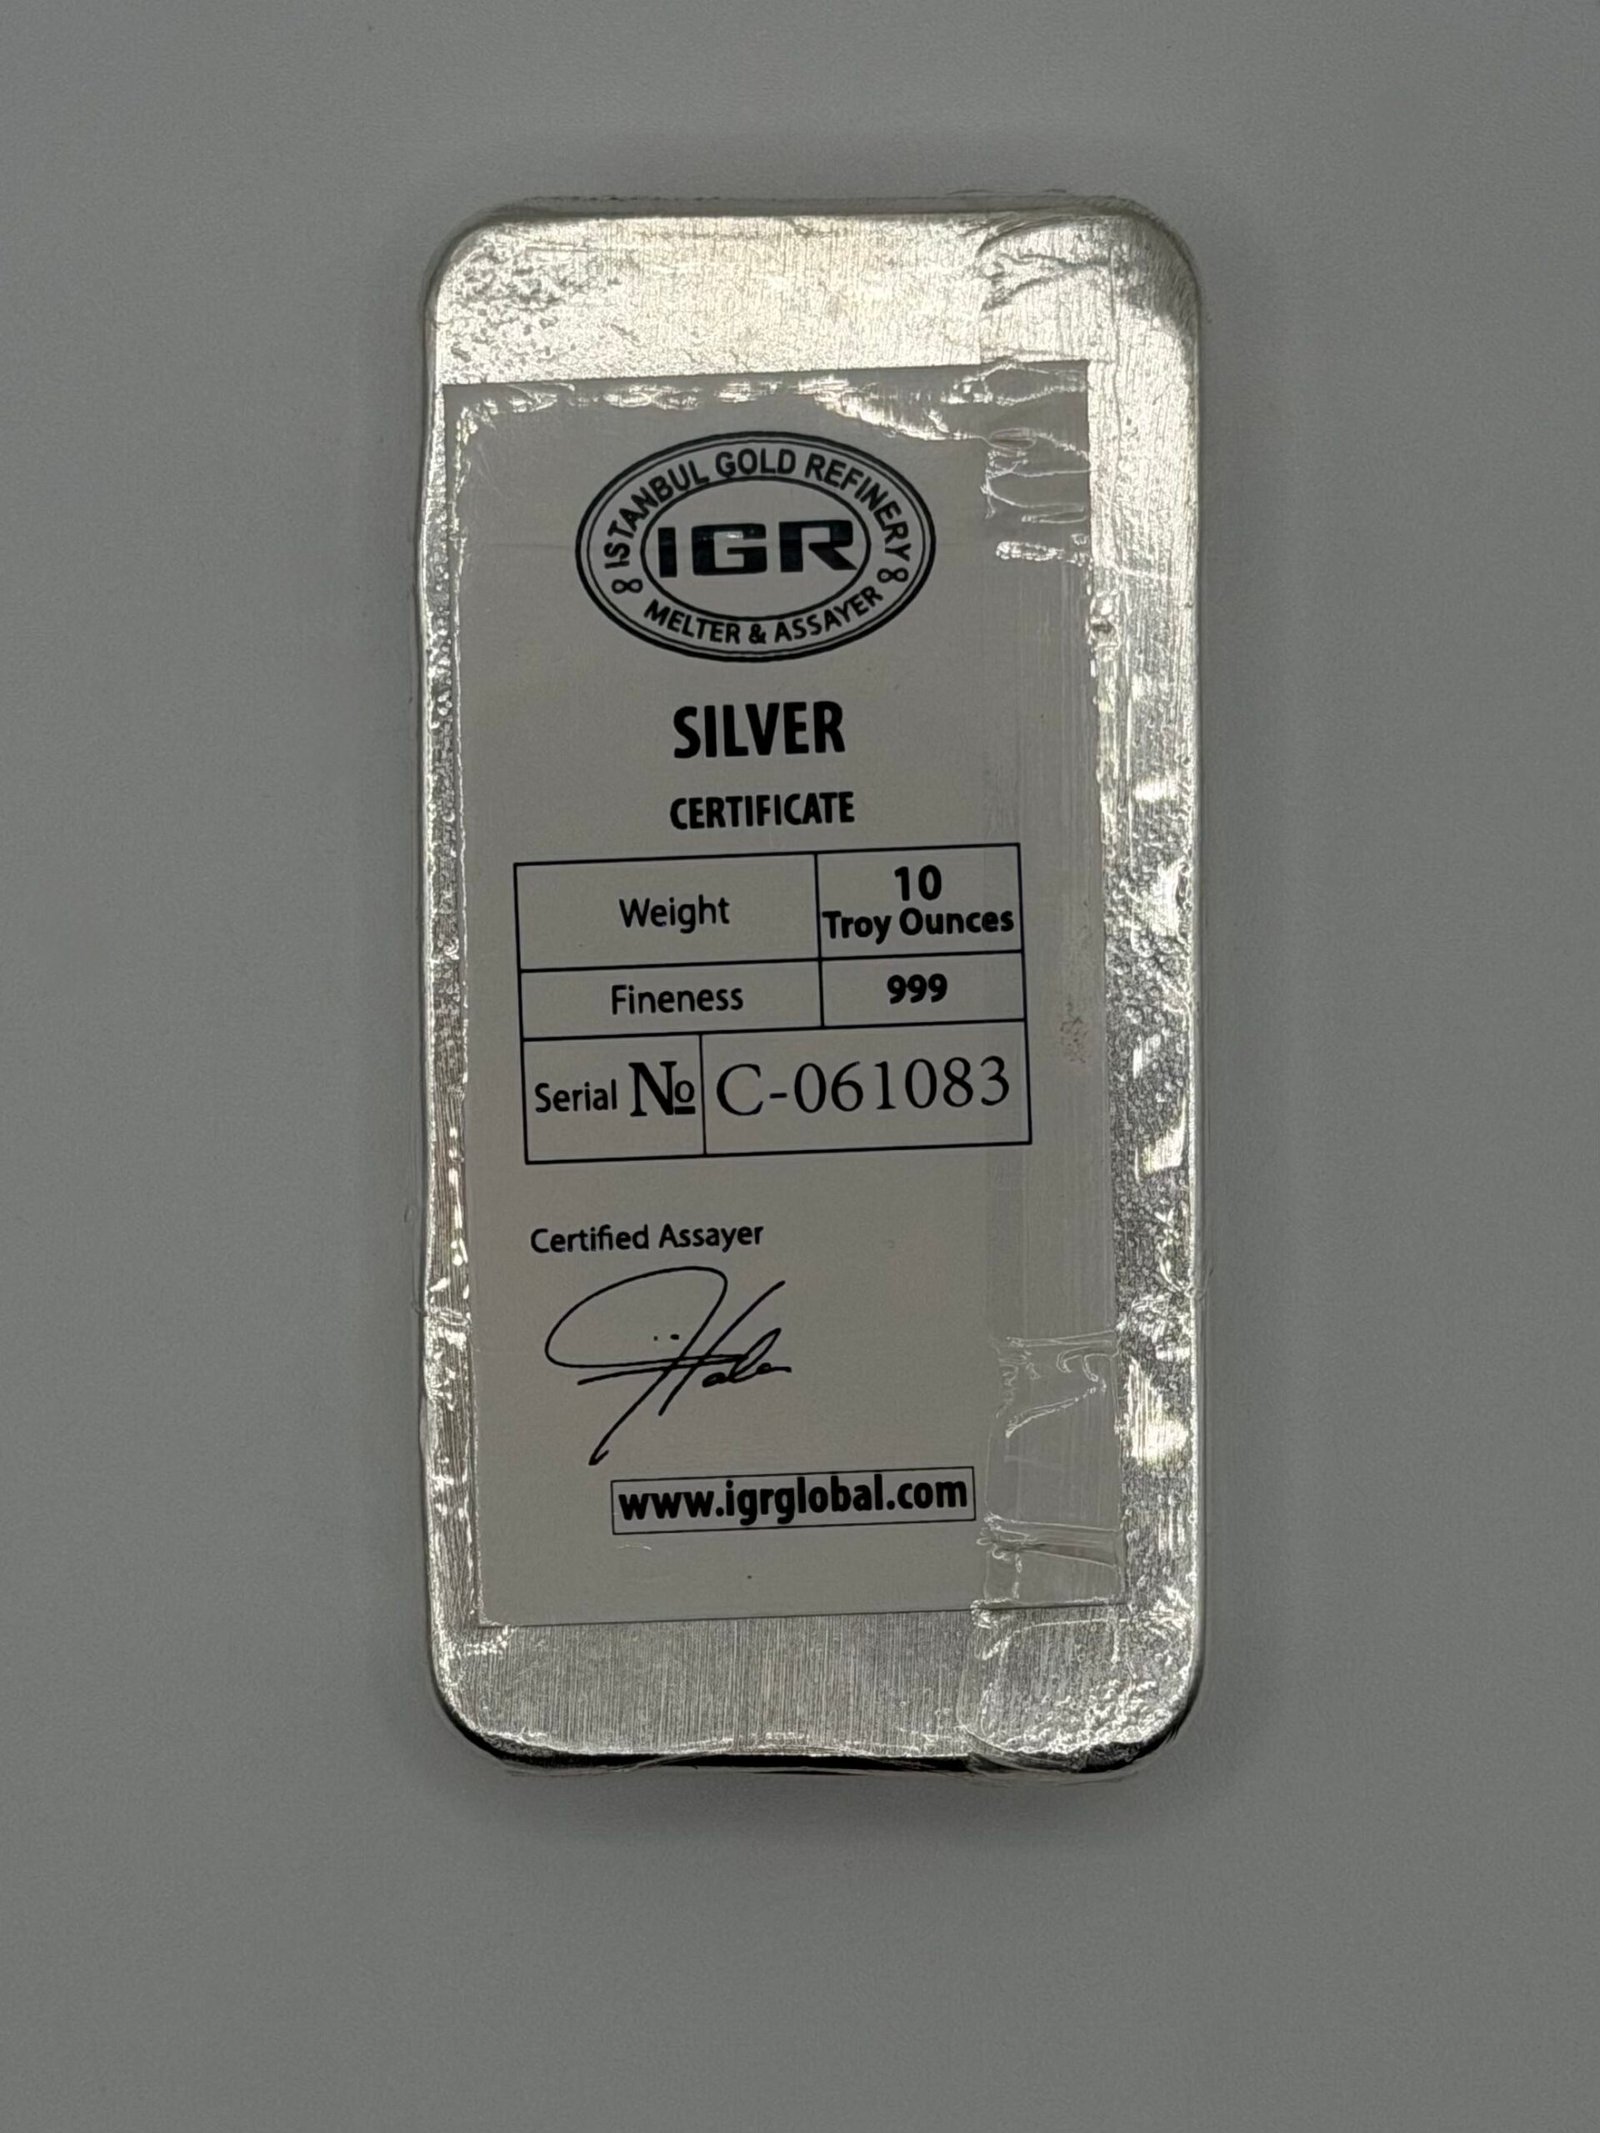 ISTANBUL GOLD REFINERY
IGR
MELTER & ASSAYER
SILVER
CERTIFICATE
Weight 10 Troy Ounces
Fineness 999
Serial № C-061083
Certified Assayer
www.igrglobal.com